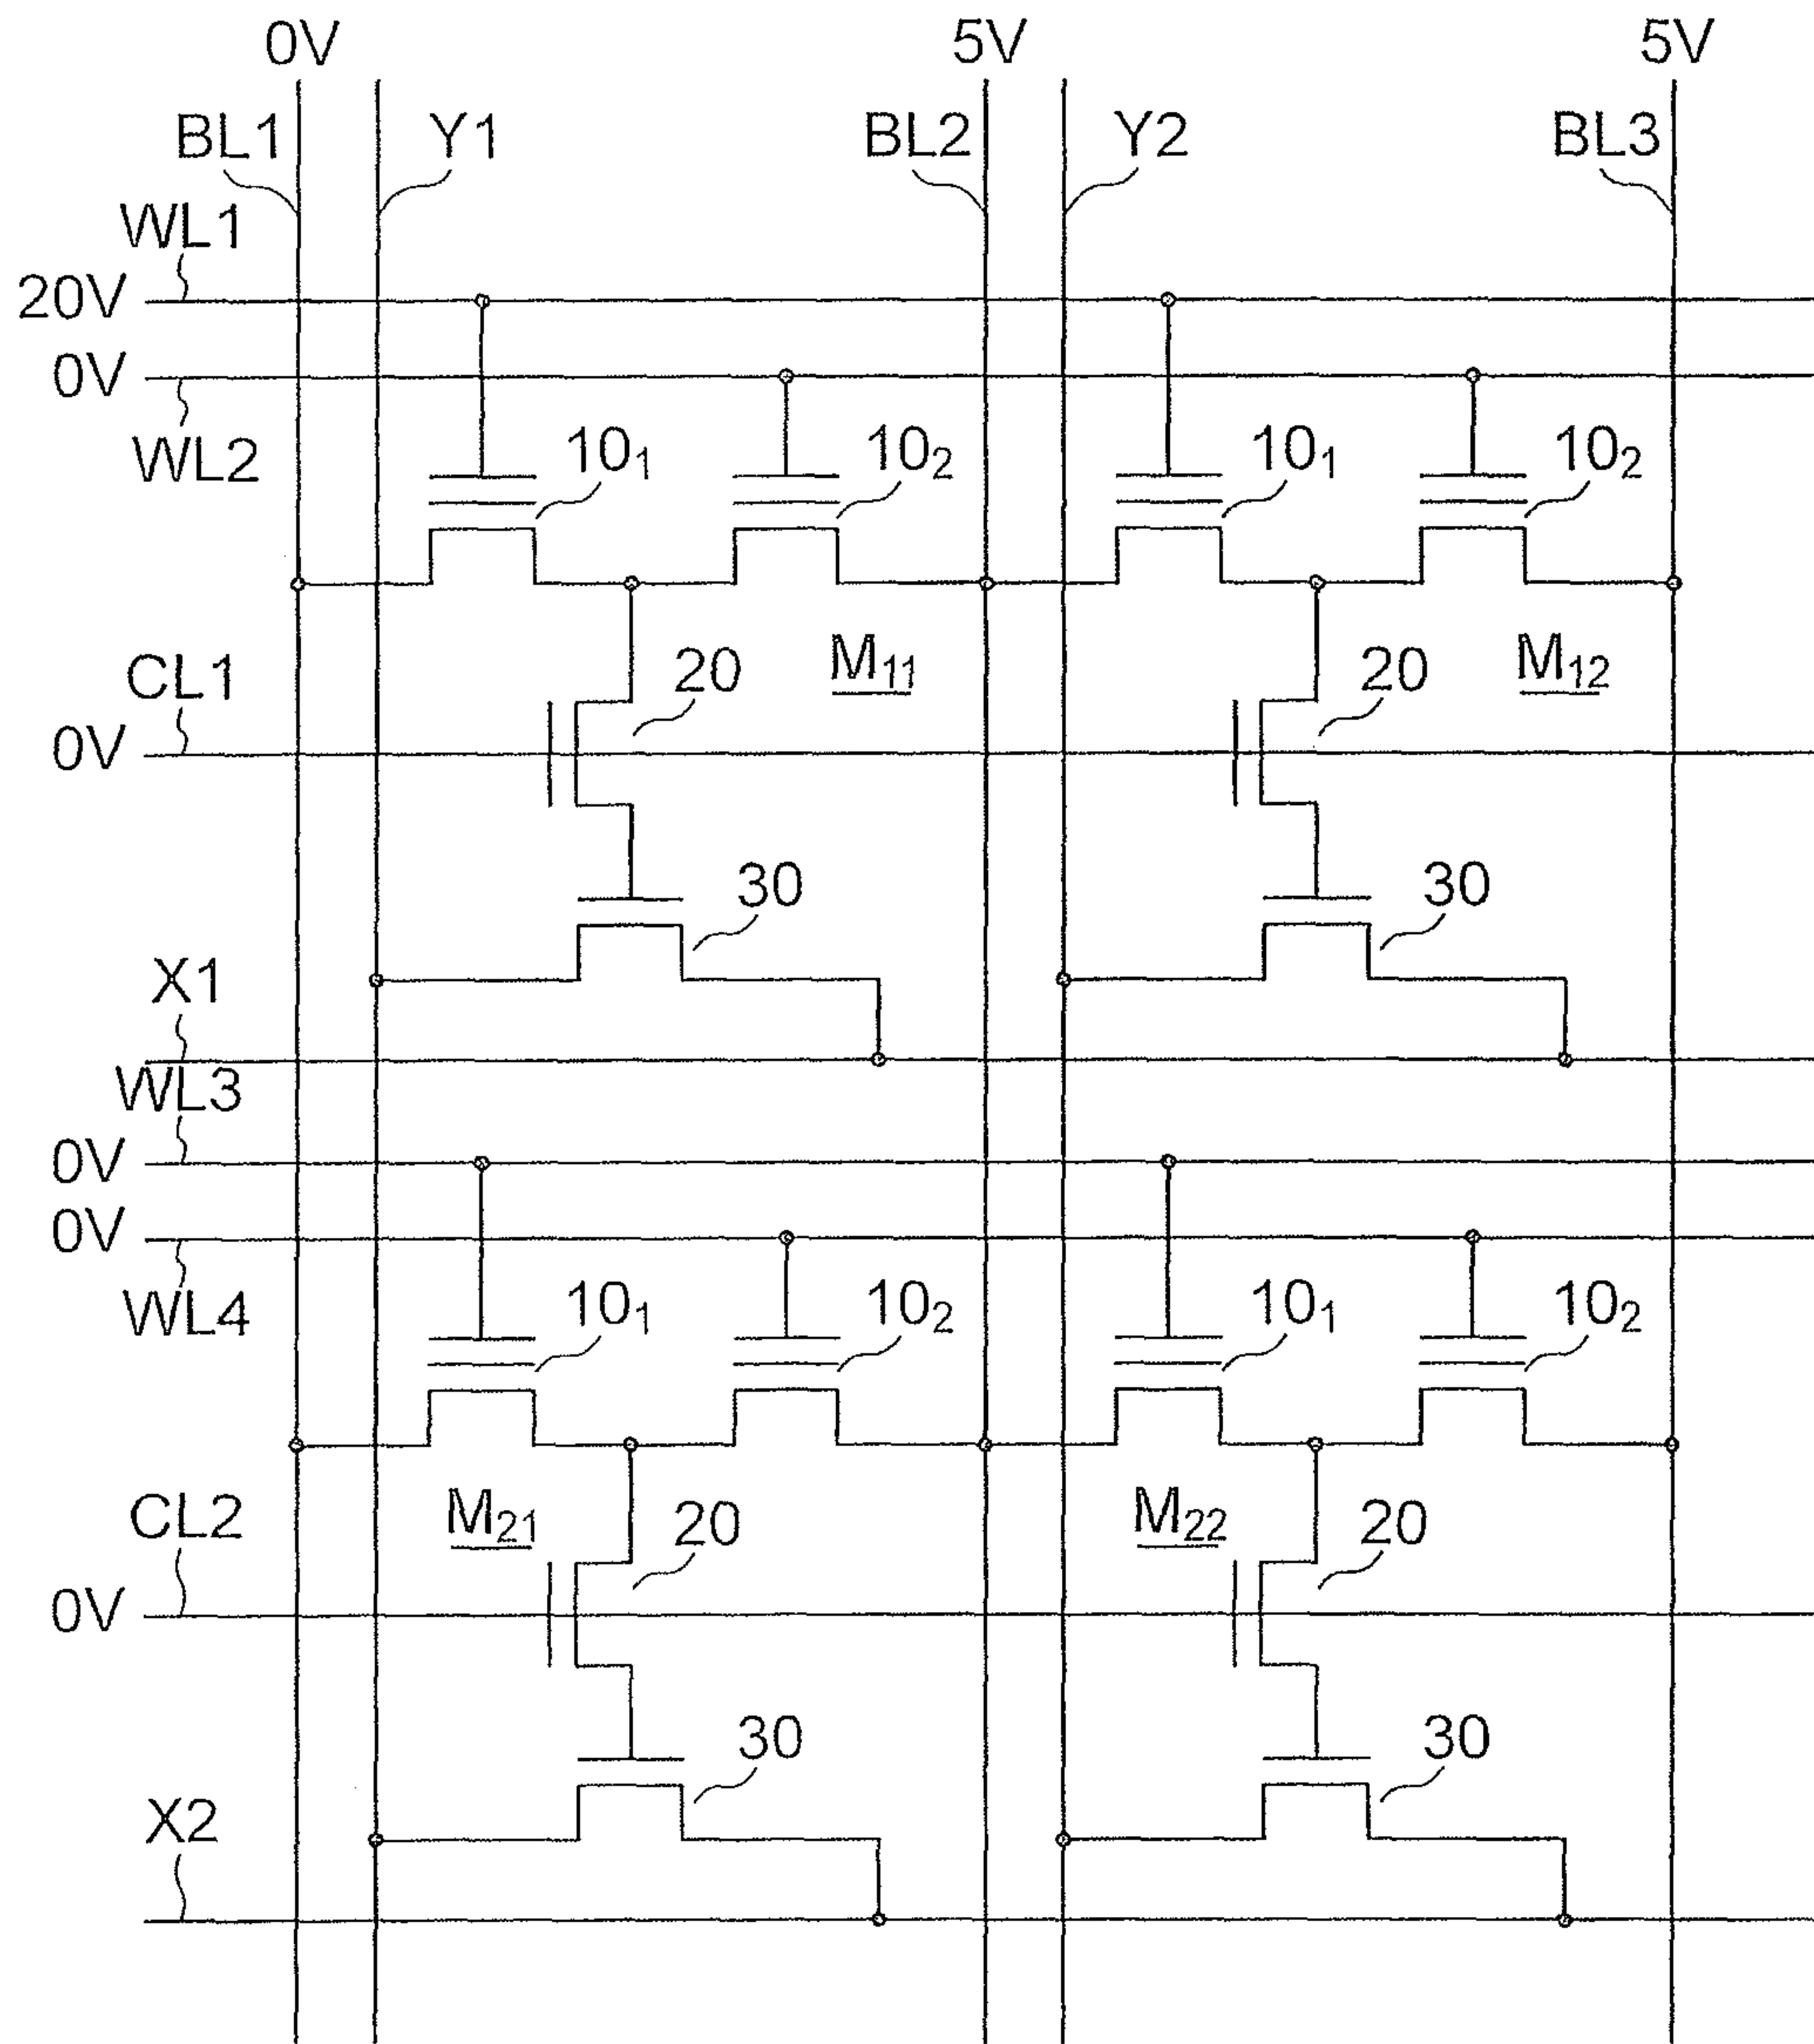 0V 5V 5V
BL1 Y1 BL2 Y2 BL3
WL1
20V
0V
WL2 10₁ 10₂ 10₁ 10₂
CL1 20 M₁₁ 20 M₁₂
0V
30 30
X1
WL3
0V
0V
WL4 10₁ 10₂ 10₁ 10₂
CL2 M₂₁ 20 M₂₂ 20
0V
30 30
X2